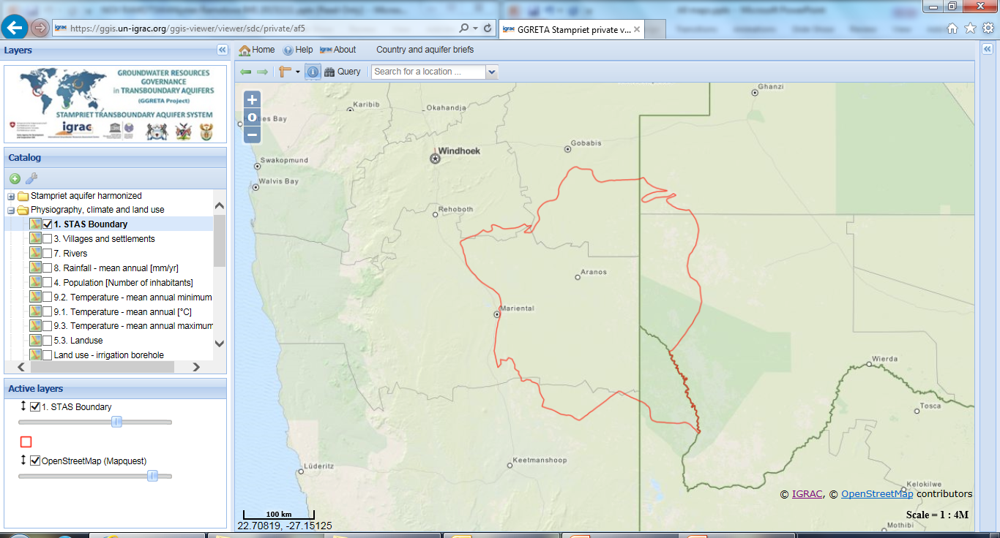 https://ggis.un-igrac.org/ggis-viewer/viewer/sdc/private/af5
igrac GGRETA Stampriet private v...
Layers
Home Help igrac About Country and aquifer briefs
GROUNDWATER RESOURCES
GOVERNANCE
in TRANSBOUNDARY AQUIFERS
(GGRETA Project)
STAMPRIET TRANSBOUNDARY AQUIFER SYSTEM
igrac
Query Search for a location ...
Catalog
Stampriet aquifer harmonized
Physiography, climate and land use
1. STAS Boundary
3. Villages and settlements
7. Rivers
8. Rainfall - mean annual [mm/yr]
4. Population [Number of inhabitants]
9.2. Temperature - mean annual minimum
9.1. Temperature - mean annual [°C]
9.3. Temperature - mean annual maximum
5.3. Landuse
Land use - irrigation borehole
Active layers
1. STAS Boundary
OpenStreetMap (Mapquest)
Ghanzi
Karibib
Okahandja
es Bay
Gobabis
Windhoek
Swakopmund
Walvis Bay
Rehoboth
Aranos
Mariental
Wierda
Tosca
Keetmanshoop
Lüderitz
Kelokilwe
© IGRAC, © OpenStreetMap contributors
100 km
Scale = 1 : 4M
22.70819, -27.15125
Mothibi